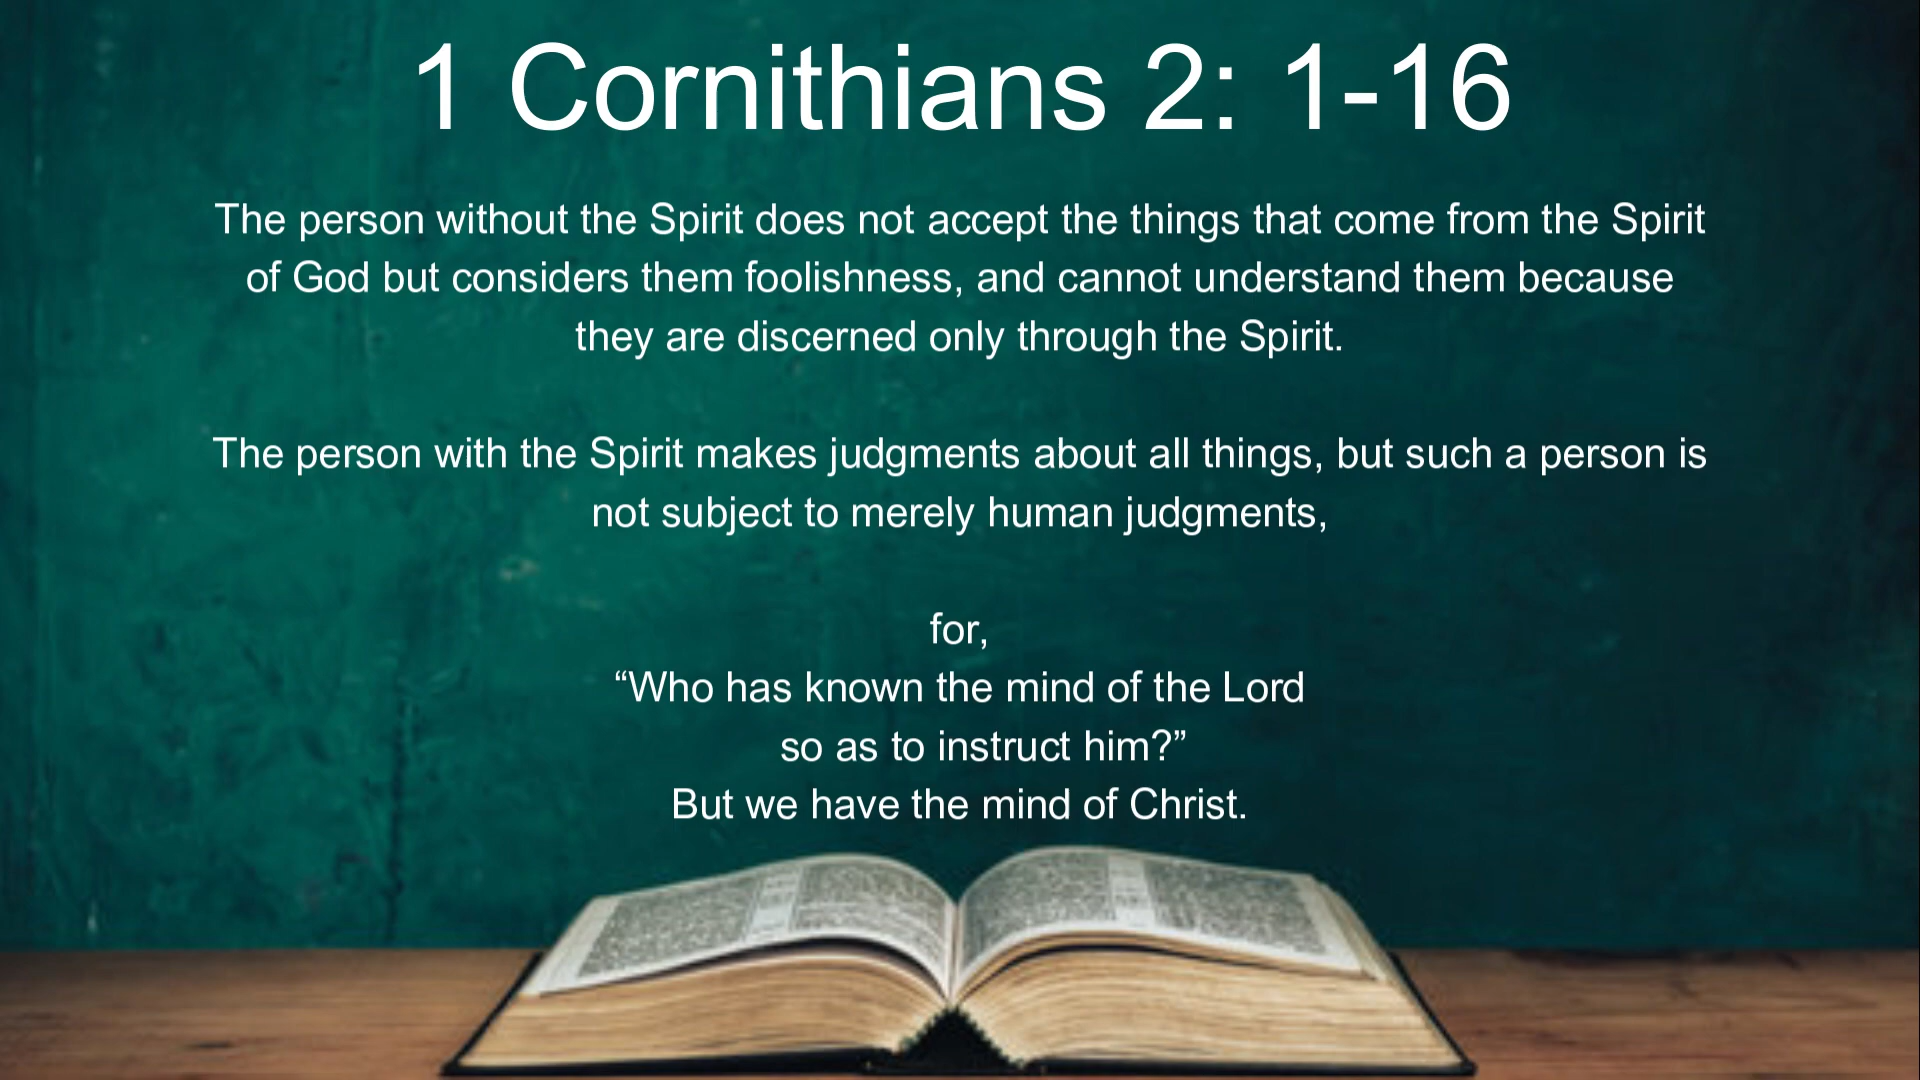 1 Cornithians 2: 1-16
The person without the Spirit does not accept the things that come from the Spirit
of God but considers them foolishness, and cannot understand them because
they are discerned only through the Spirit.
The person with the Spirit makes judgments about all things, but such a person is
not subject to merely human judgments,
for,
“Who has known the mind of the Lord
so as to instruct him?”
But we have the mind of Christ.